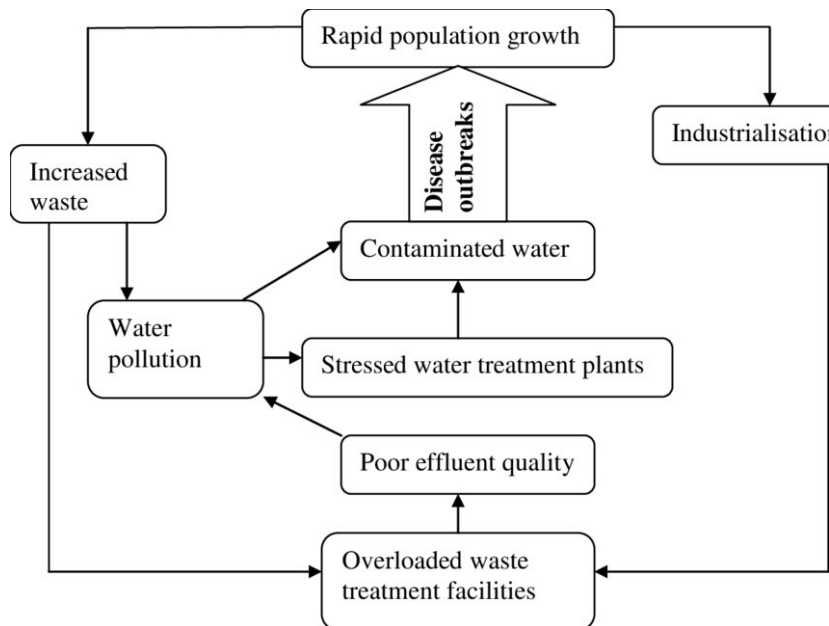 Rapid population growth
Industrialisation
Increased
waste
Disease
outbreaks
Contaminated water
Water
pollution
Stressed water treatment plants
Poor effluent quality
Overloaded waste
treatment facilities